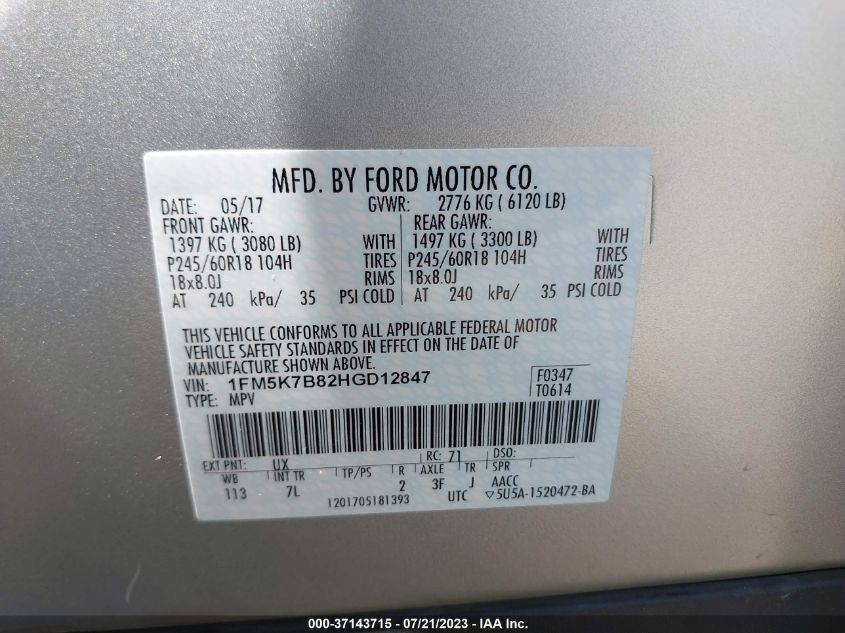 MFD. BY FORD MOTOR CO.
DATE: 05/17 GVWR: 2776 KG ( 6120 LB)
FRONT GAWR: REAR GAWR:
1397 KG ( 3080 LB) WITH 1497 KG ( 3300 LB) WITH
P245/60R18 104H TIRES P245/60R18 104H TIRES
18x8.0J RIMS 18x8.0J RIMS
AT 240 kPa/ 35 PSI COLD AT 240 kPa/ 35 PSI COLD
THIS VEHICLE CONFORMS TO ALL APPLICABLE FEDERAL MOTOR
VEHICLE SAFETY STANDARDS IN EFFECT ON THE DATE OF
MANUFACTURE SHOWN ABOVE.
VIN: 1FM5K7B82HGD12847 F0347
TYPE: MPV T0614
EXT PNT: UX RC: 71 DSO:
WB INT TR TP/PS R AXLE TR SPR
113 7L 2 3F J AACC
1201705181393 UTC ▽5U5A-1520472-BA
000-37143715 - 07/21/2023 - IAA Inc.